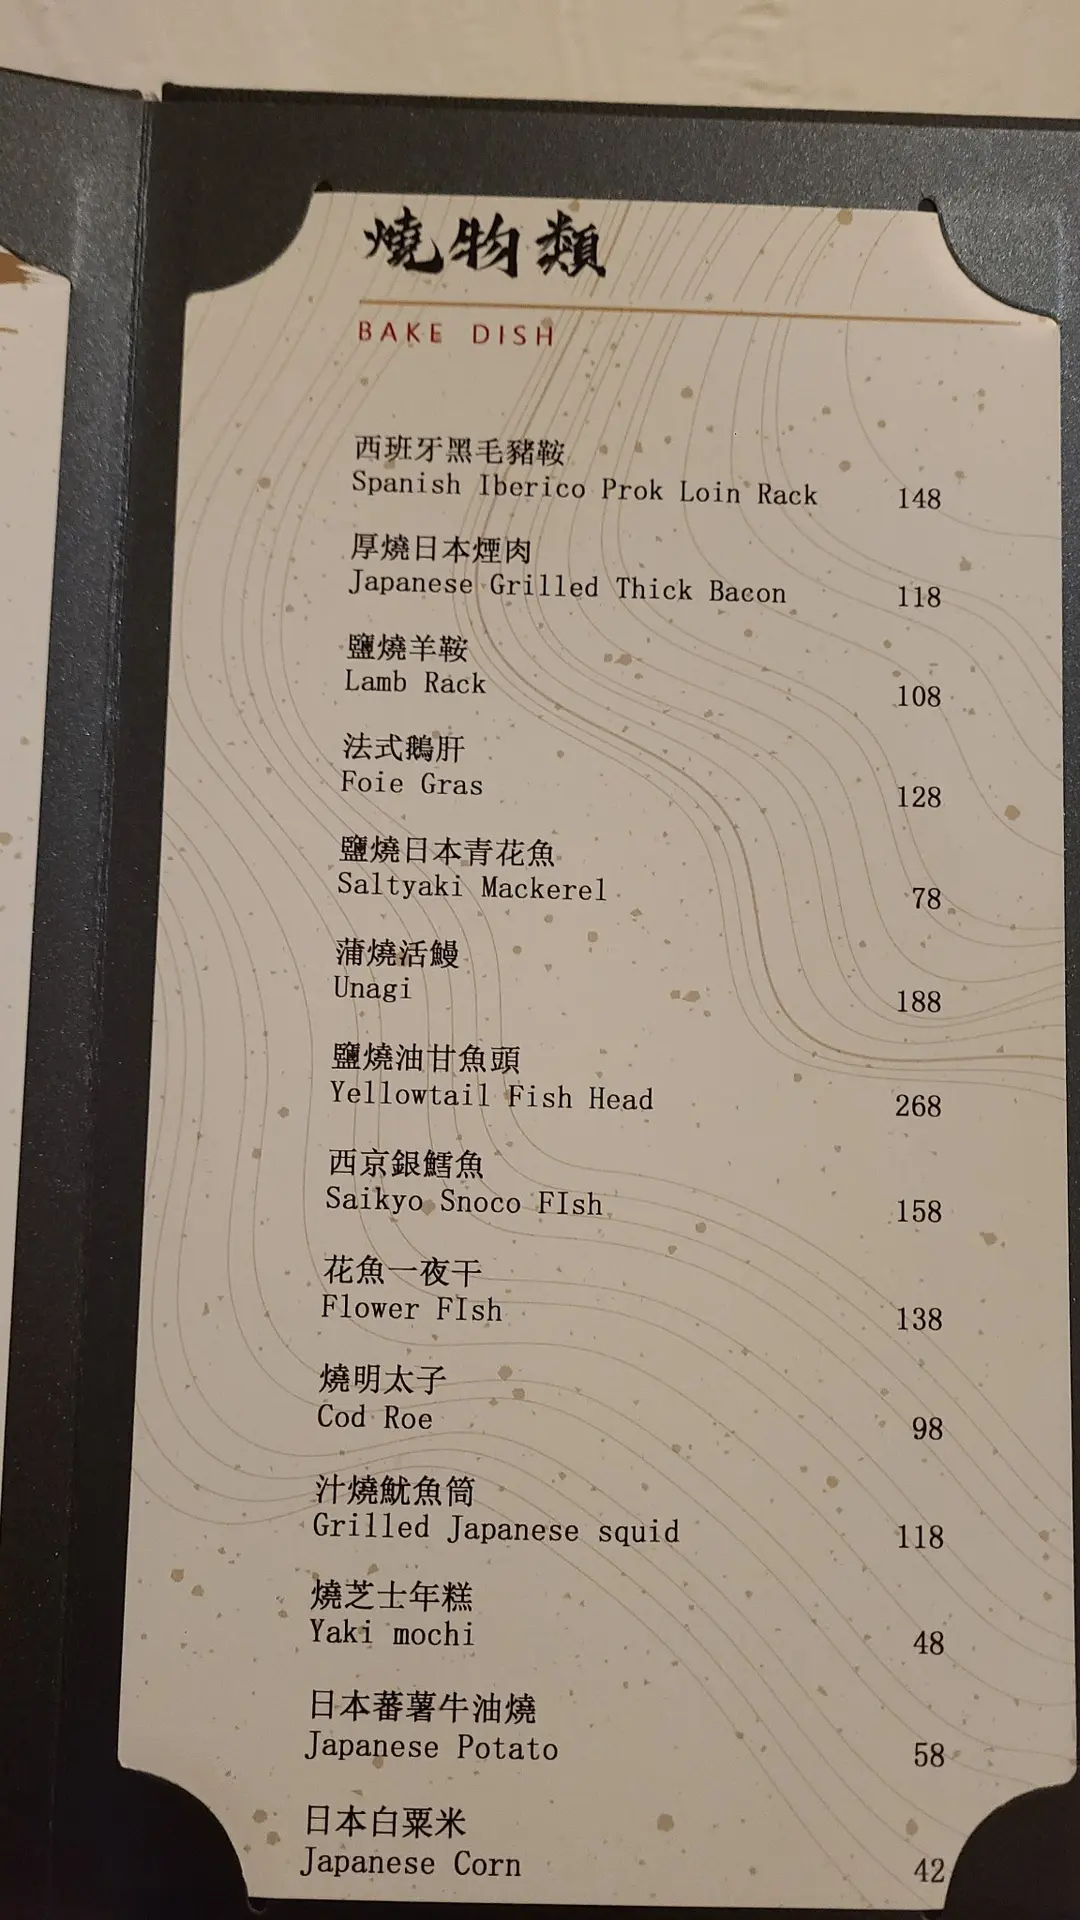 燒物類
BAKE DISH
西班牙黑毛豬鞍
Spanish Iberico Prok Loin Rack 148
厚燒日本煙肉
Japanese Grilled Thick Bacon 118
鹽燒羊鞍
Lamb Rack 108
法式鵝肝
Foie Gras 128
鹽燒日本青花魚
Saltyaki Mackerel 78
蒲燒活鰻
Unagi 188
鹽燒油甘魚頭
Yellowtail Fish Head 268
西京銀鱈魚
Saikyo Snoco FIsh 158
花魚一夜干
Flower FIsh 138
燒明太子
Cod Roe 98
汁燒魷魚筒
Grilled Japanese squid 118
燒芝士年糕
Yaki mochi 48
日本蕃薯牛油燒
Japanese Potato 58
日本白粟米
Japanese Corn 42